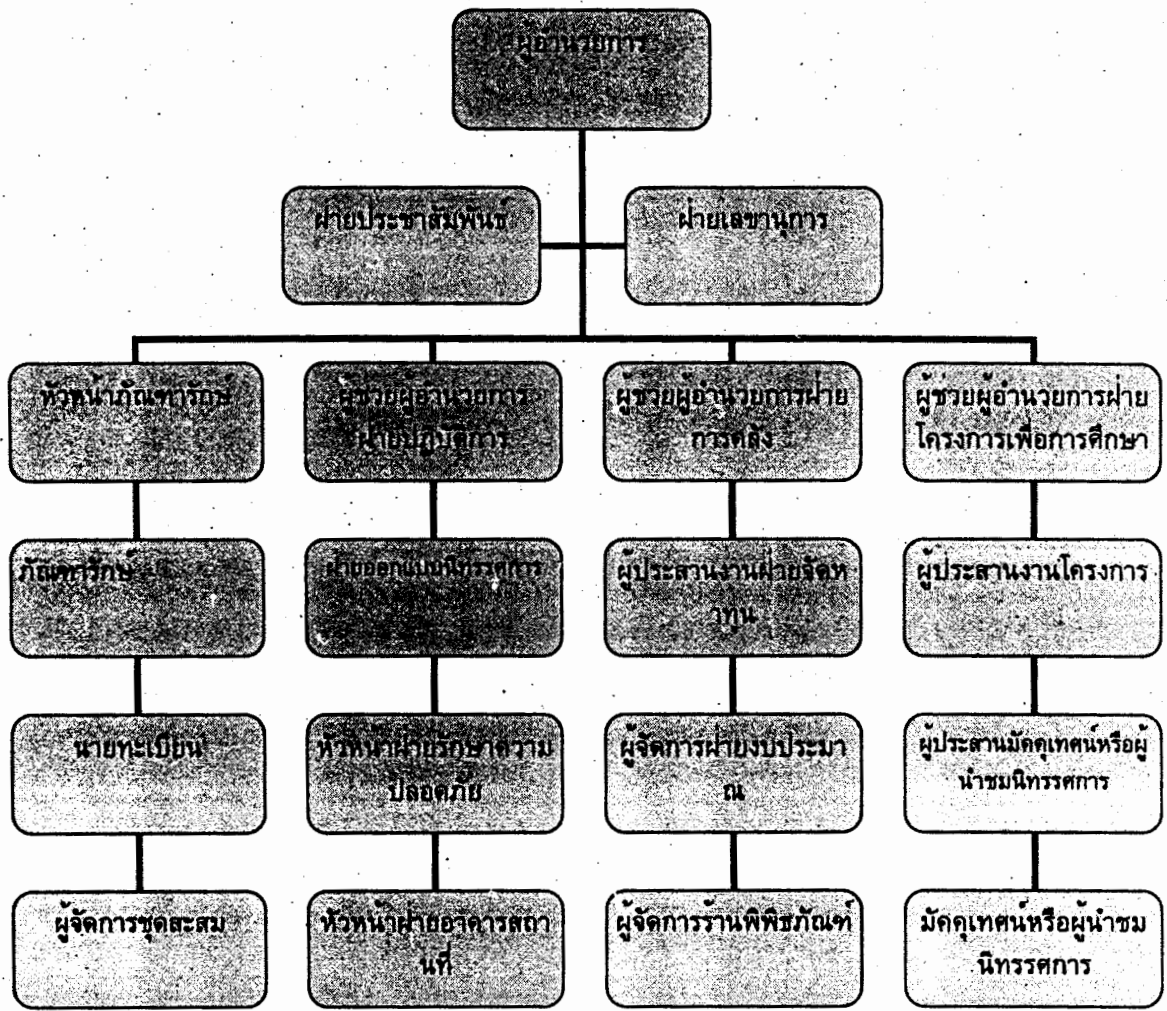 ผู้อำนวยการ
ฝ่ายประชาสัมพันธ์
ฝ่ายเลขานุการ
หัวหน้าภัณฑารักษ์
ผู้ช่วยผู้อำนวยการ
ฝ่ายปฏิบัติการ
ผู้ช่วยผู้อำนวยการฝ่าย
การคลัง
ผู้ช่วยผู้อำนวยการฝ่าย
โครงการเพื่อการศึกษา
ภัณฑารักษ์
ฝ่ายออกแบบนิทรรศการ
ผู้ประสานงานฝ่ายจัดห
าทุน
ผู้ประสานงานโครงการ
นายทะเบียน
หัวหน้าฝ่ายรักษาความ
ปลอดภัย
ผู้จัดการฝ่ายงบประมา
ณ
ผู้ประสานมัคคุเทศน์หรือผู้
นำชมนิทรรศการ
ผู้จัดการชุดสะสม
หัวหน้าฝ่ายอาคารสถา
นที่
ผู้จัดการร้านพิพิธภัณฑ์
มัคคุเทศน์หรือผู้นำชม
นิทรรศการ